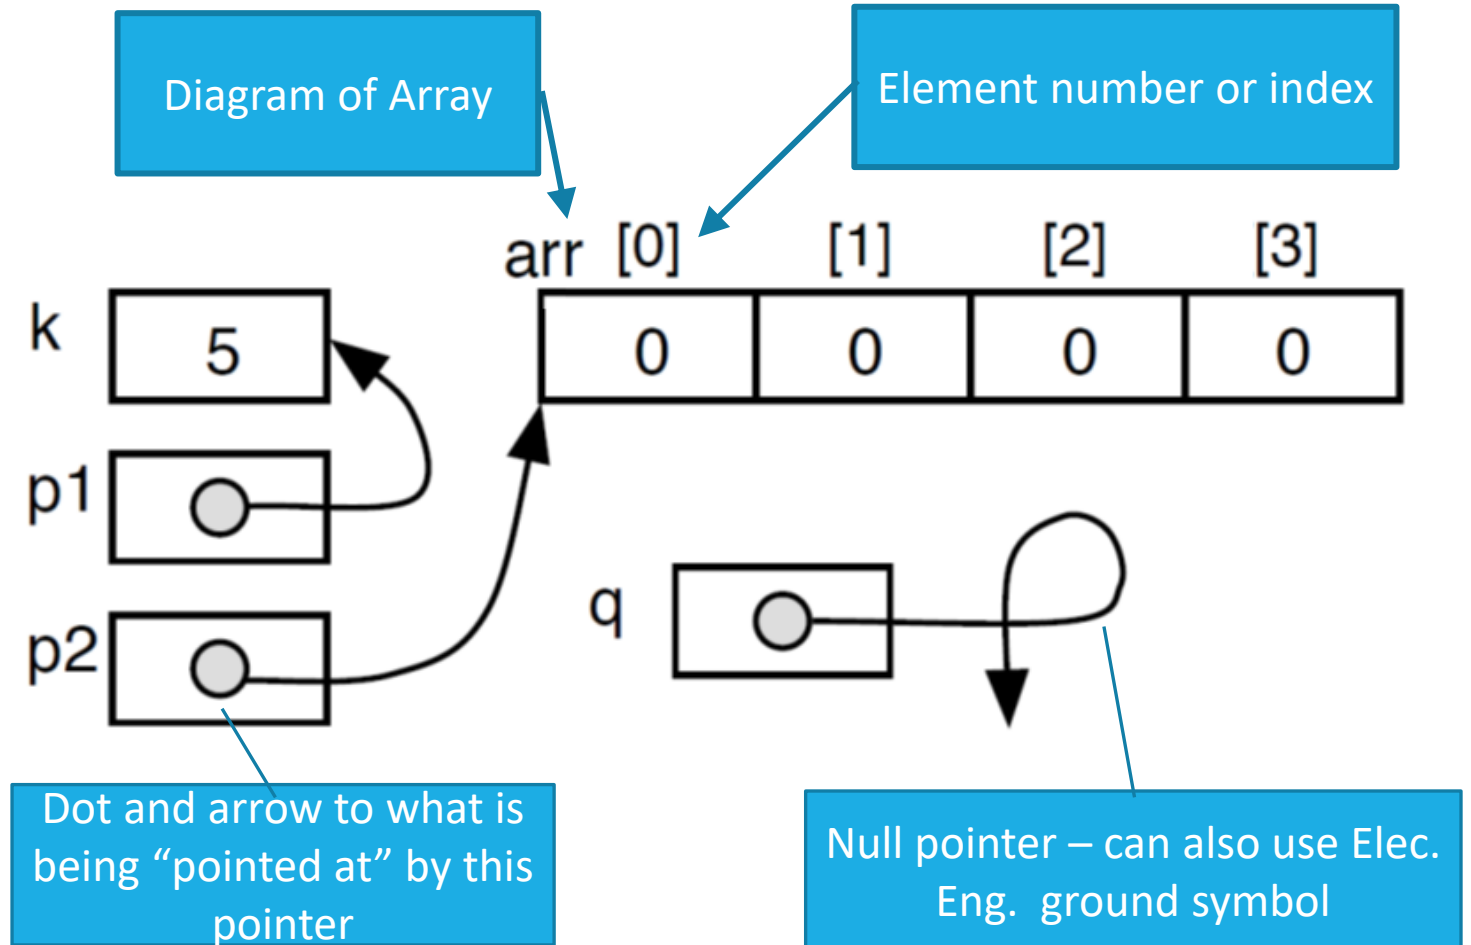 Diagram of Array
Element number or index
arr [0] [1] [2] [3]
k 5 0 0 0 0
p1
q
p2
Dot and arrow to what is
being “pointed at” by this
pointer
Null pointer – can also use Elec.
Eng.  ground symbol